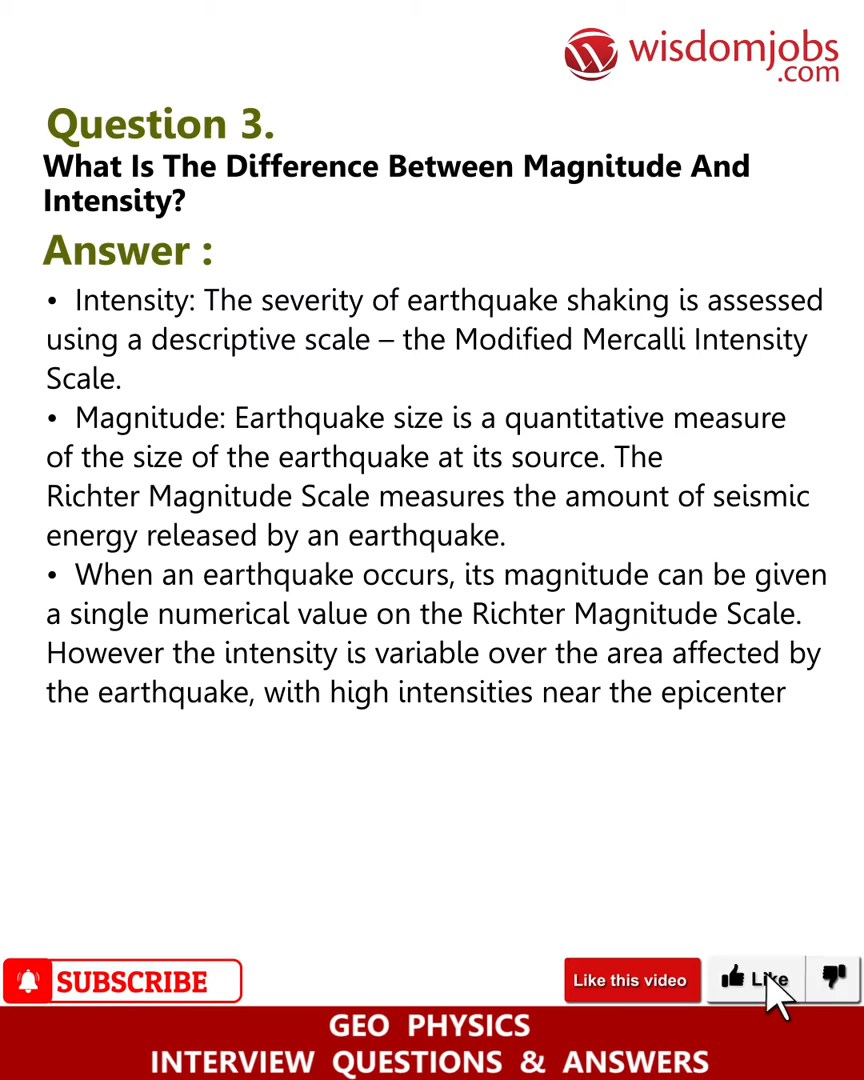 wisdomjobs
.com
Question 3.
What Is The Difference Between Magnitude And
Intensity?
Answer :
• Intensity: The severity of earthquake shaking is assessed
using a descriptive scale – the Modified Mercalli Intensity
Scale.
• Magnitude: Earthquake size is a quantitative measure
of the size of the earthquake at its source. The
Richter Magnitude Scale measures the amount of seismic
energy released by an earthquake.
• When an earthquake occurs, its magnitude can be given
a single numerical value on the Richter Magnitude Scale.
However the intensity is variable over the area affected by
the earthquake, with high intensities near the epicenter
SUBSCRIBE
Like this video
Like
GEO PHYSICS
INTERVIEW QUESTIONS & ANSWERS